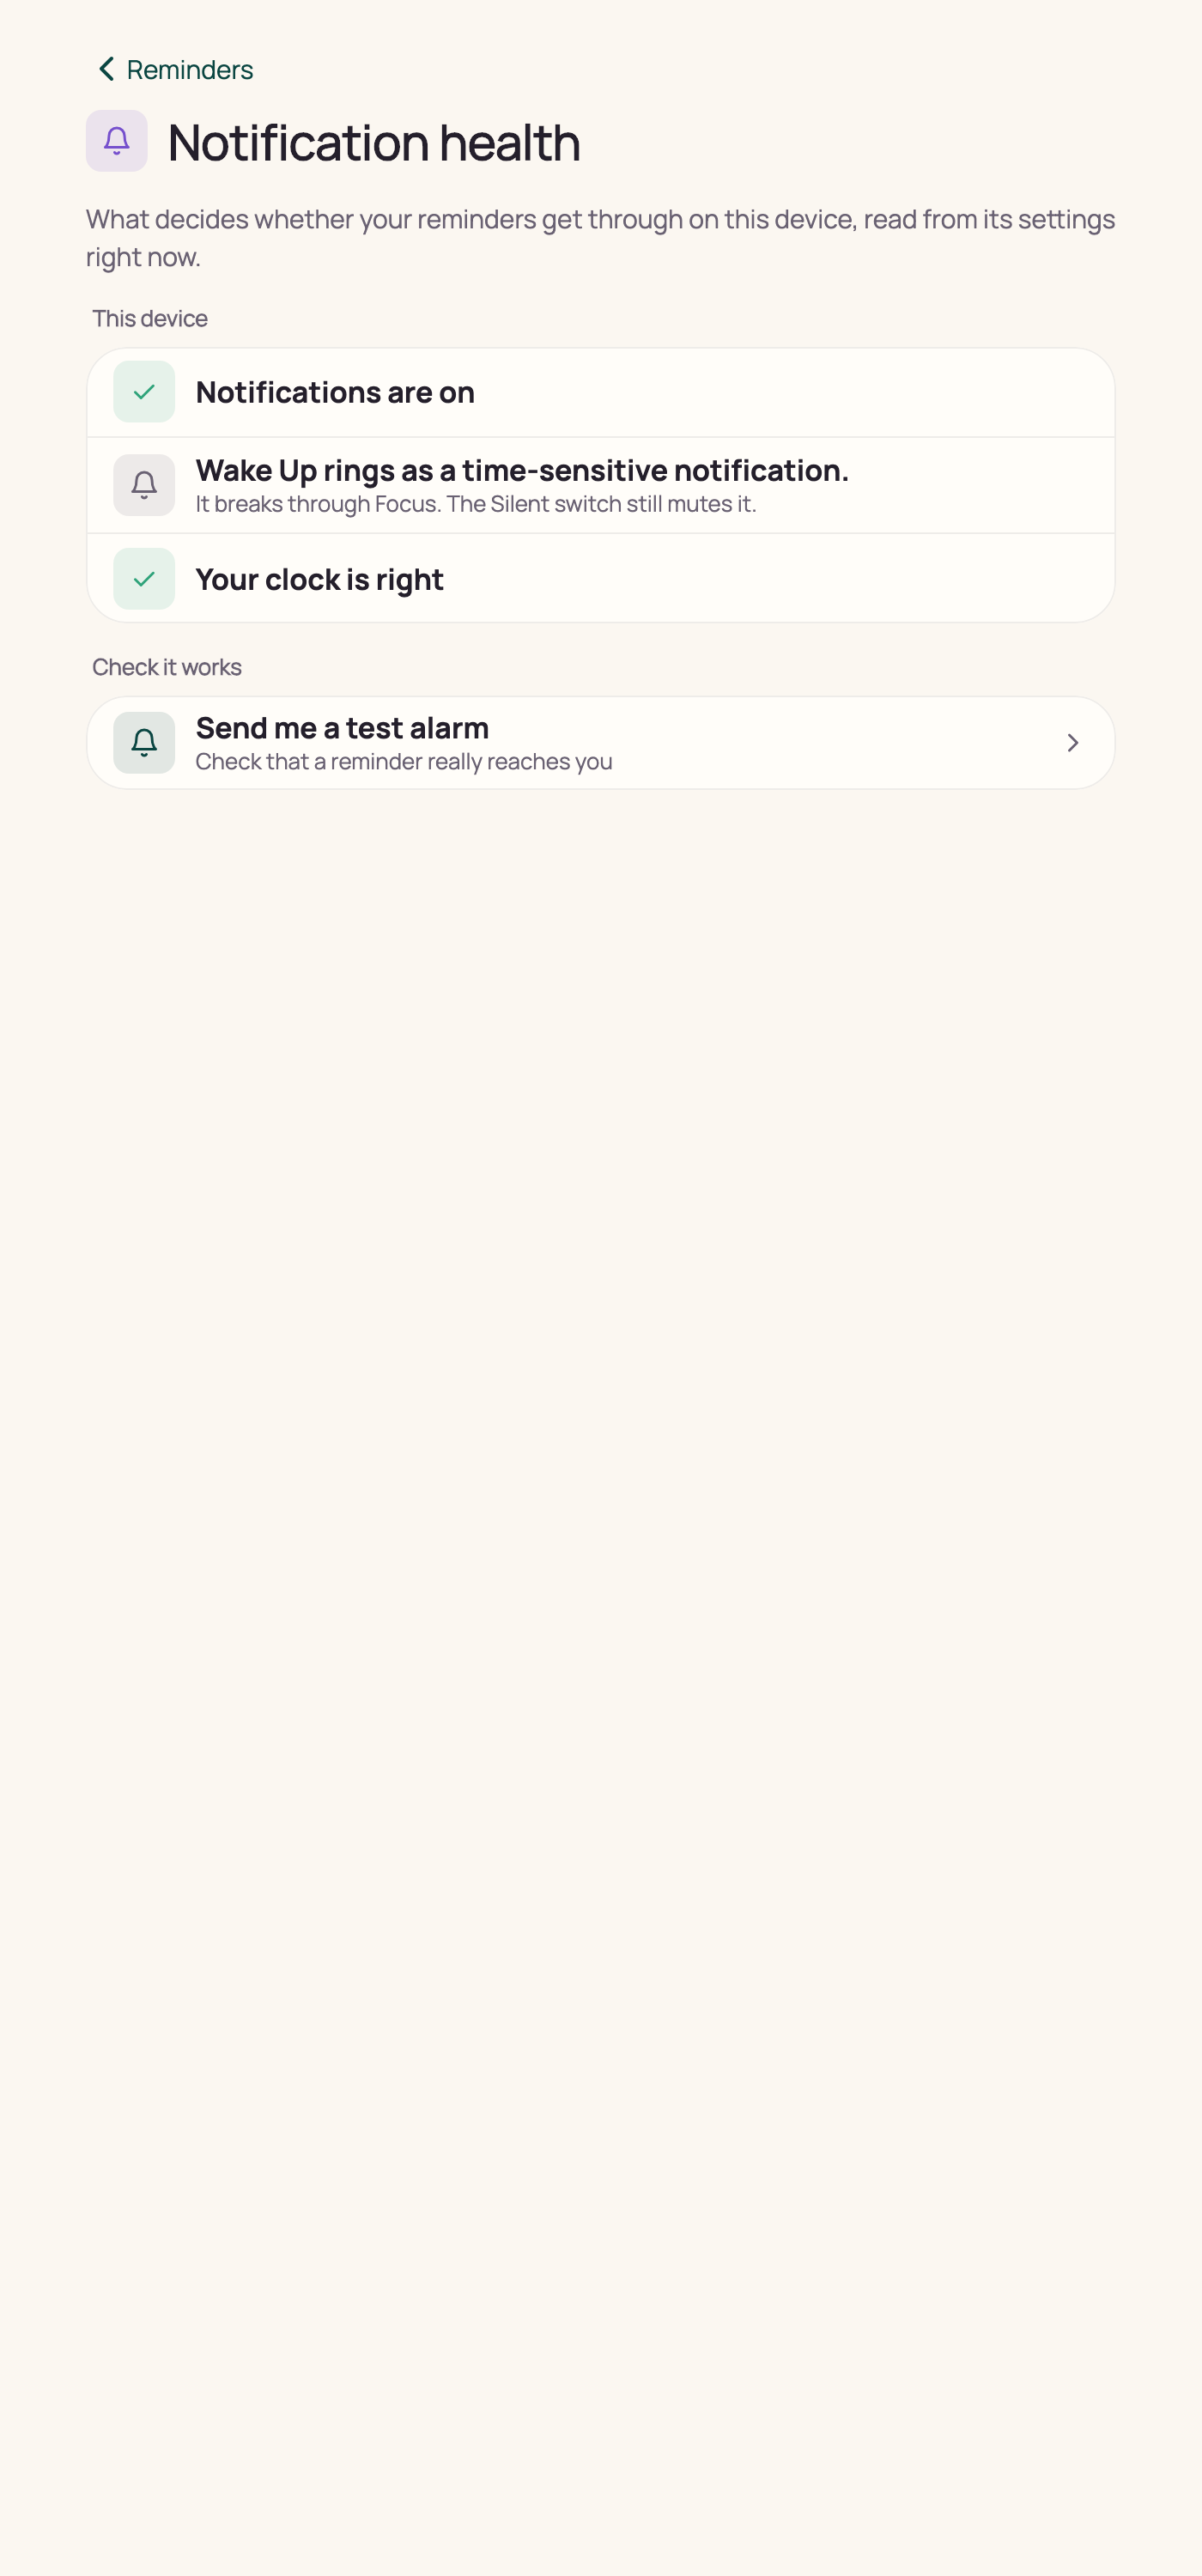 Reminders
Notification health
What decides whether your reminders get through on this device, read from its settings
right now.
This device
Notifications are on
Wake Up rings as a time-sensitive notification.
It breaks through Focus. The Silent switch still mutes it.
Your clock is right
Check it works
Send me a test alarm
Check that a reminder really reaches you